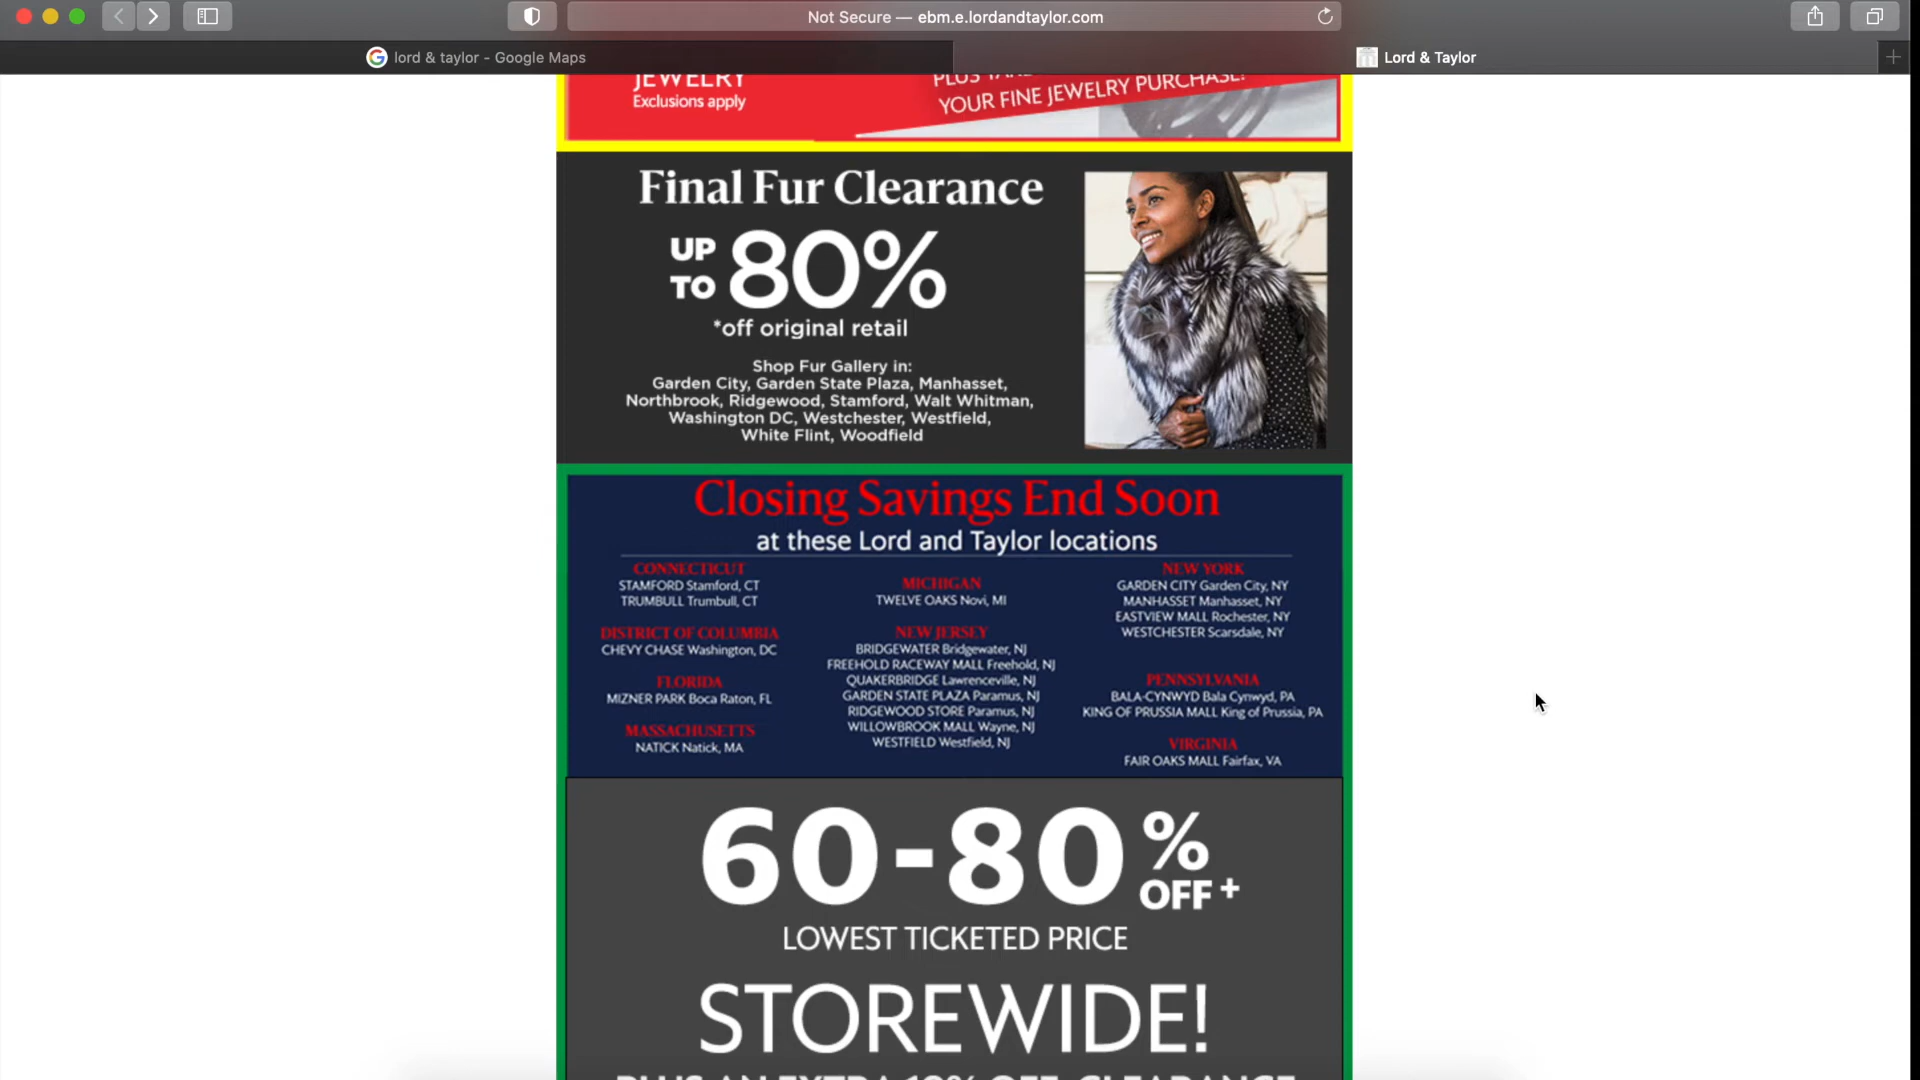 Not Secure — ebm.e.lordandtaylor.com
lord & taylor - Google Maps
Lord & Taylor
JEWELRY
Exclusions apply
YOUR FINE JEWELRY PURCHASE!
Final Fur Clearance
UP TO 80%
*off original retail
Shop Fur Gallery in:
Garden City, Garden State Plaza, Manhasset,
Northbrook, Ridgewood, Stamford, Walt Whitman,
Washington DC, Westchester, Westfield,
White Flint, Woodfield
Closing Savings End Soon
at these Lord and Taylor locations
CONNECTICUT
STAMFORD Stamford, CT
TRUMBULL Trumbull, CT
DISTRICT OF COLUMBIA
CHEVY CHASE Washington, DC
FLORIDA
MIZNER PARK Boca Raton, FL
MASSACHUSETTS
NATICK Natick, MA
MICHIGAN
TWELVE OAKS Novi, MI
NEW JERSEY
BRIDGEWATER Bridgewater, NJ
FREEHOLD RACEWAY MALL Freehold, NJ
QUAKERBRIDGE Lawrenceville, NJ
GARDEN STATE PLAZA Paramus, NJ
RIDGEWOOD STORE Paramus, NJ
WILLOWBROOK MALL Wayne, NJ
WESTFIELD Westfield, NJ
NEW YORK
GARDEN CITY Garden City, NY
MANHASSET Manhasset, NY
EASTVIEW MALL Rochester, NY
WESTCHESTER Scarsdale, NY
PENNSYLVANIA
BALA-CYNWYD Bala Cynwyd, PA
KING OF PRUSSIA MALL King of Prussia, PA
VIRGINIA
FAIR OAKS MALL Fairfax, VA
60-80% OFF+
LOWEST TICKETED PRICE
STOREWIDE!